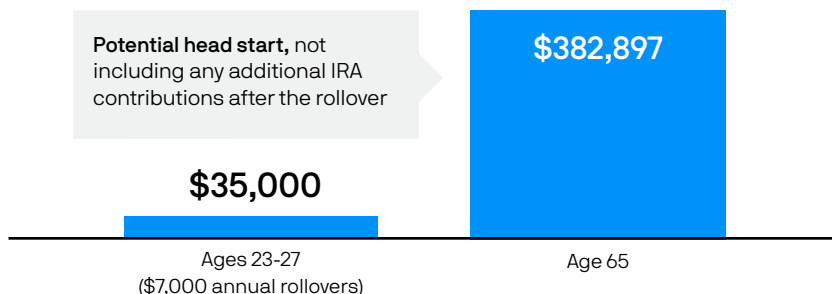 Potential head start, not
including any additional IRA
contributions after the rollover
$382,897
$35,000
Ages 23-27
($7,000 annual rollovers)
Age 65